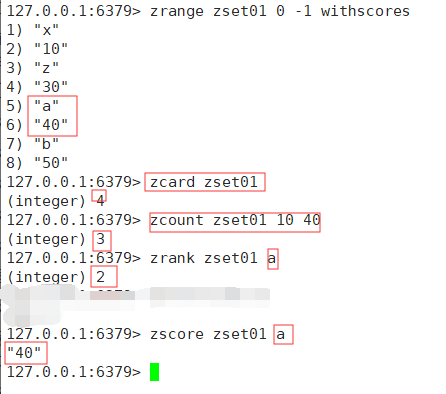 127.0.0.1:6379> zrange zset01 0 -1 withscores
1) "x"
2) "10"
3) "z"
4) "30"
5) "a"
6) "40"
7) "b"
8) "50"
127.0.0.1:6379> zcard zset01
(integer) 4
127.0.0.1:6379> zcount zset01 10 40
(integer) 3
127.0.0.1:6379> zrank zset01 a
(integer) 2
127.0.0.1:6379> zscore zset01 a
"40"
127.0.0.1:6379>